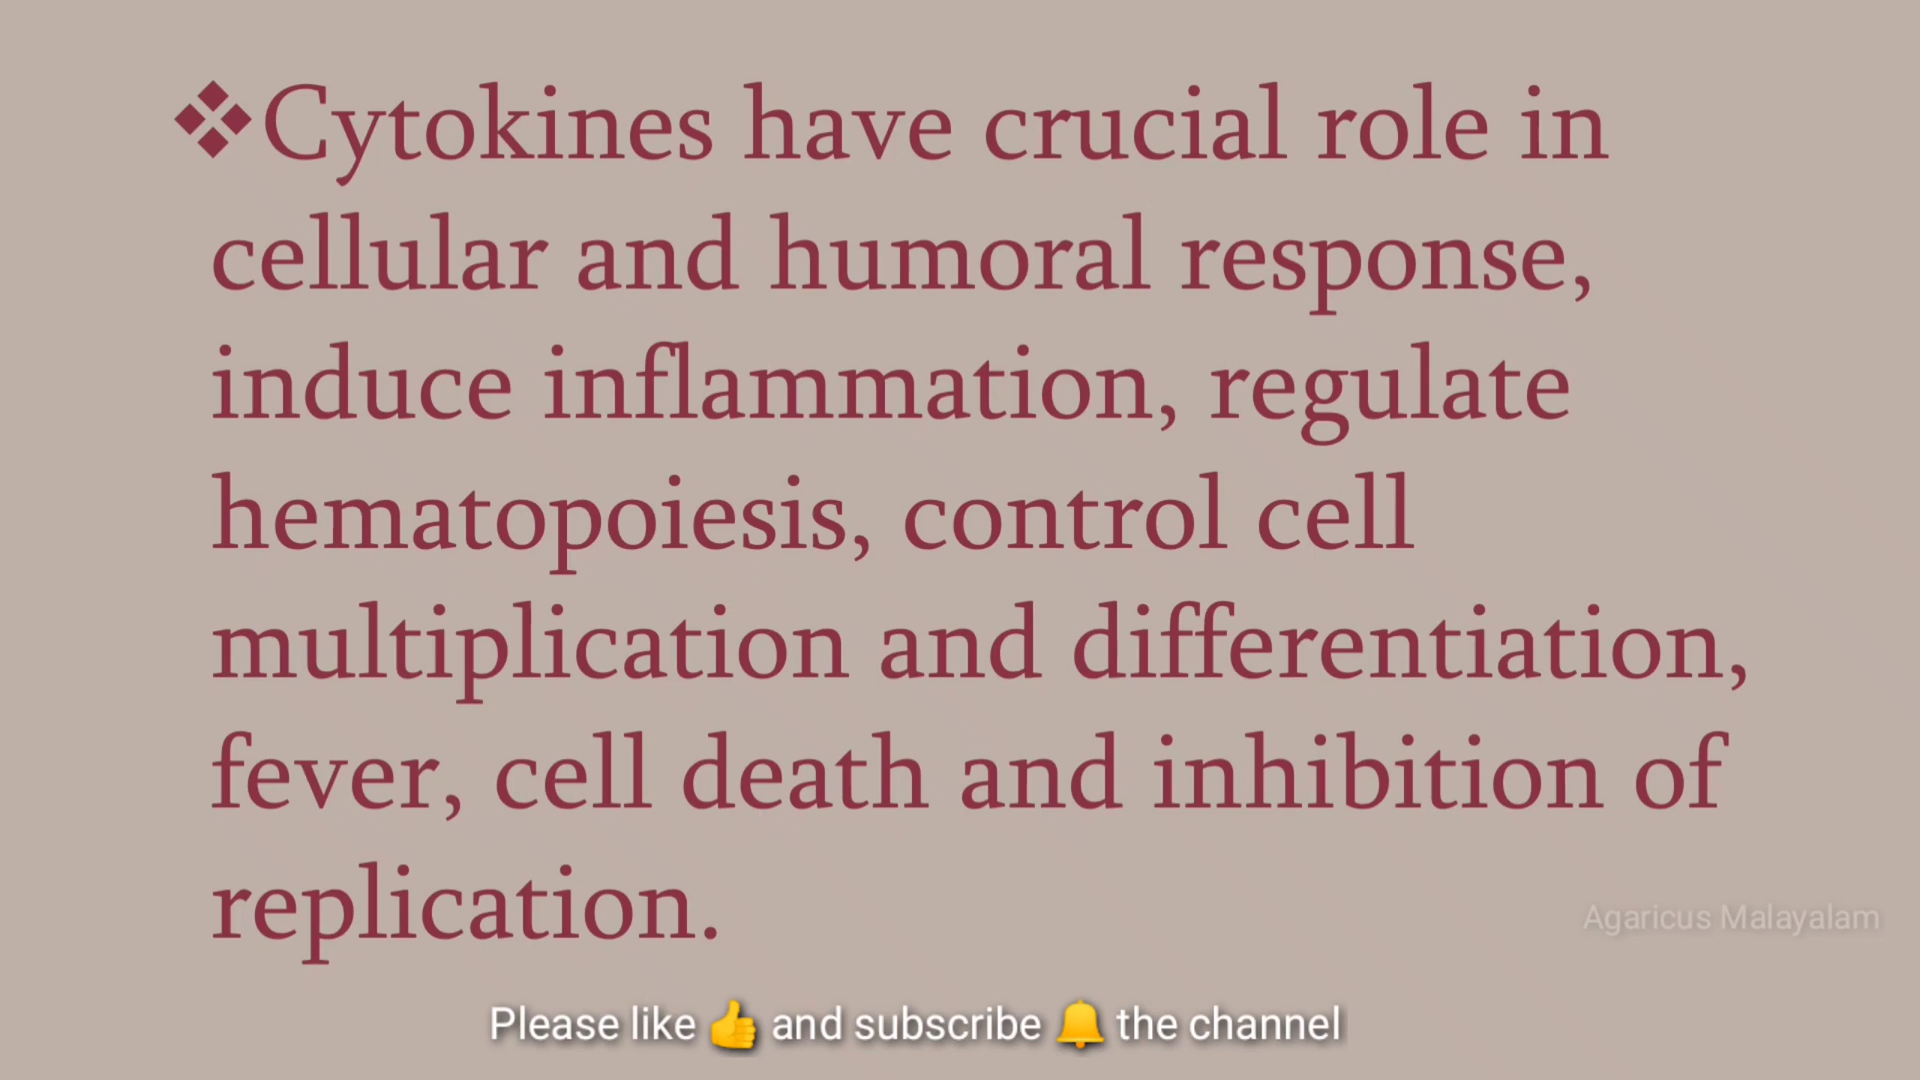 ❖Cytokines have crucial role in
cellular and humoral response,
induce inflammation, regulate
hematopoiesis, control cell
multiplication and differentiation,
fever, cell death and inhibition of
replication.
Agaricus Malayalam
Please like 👍 and subscribe 🔔 the channel